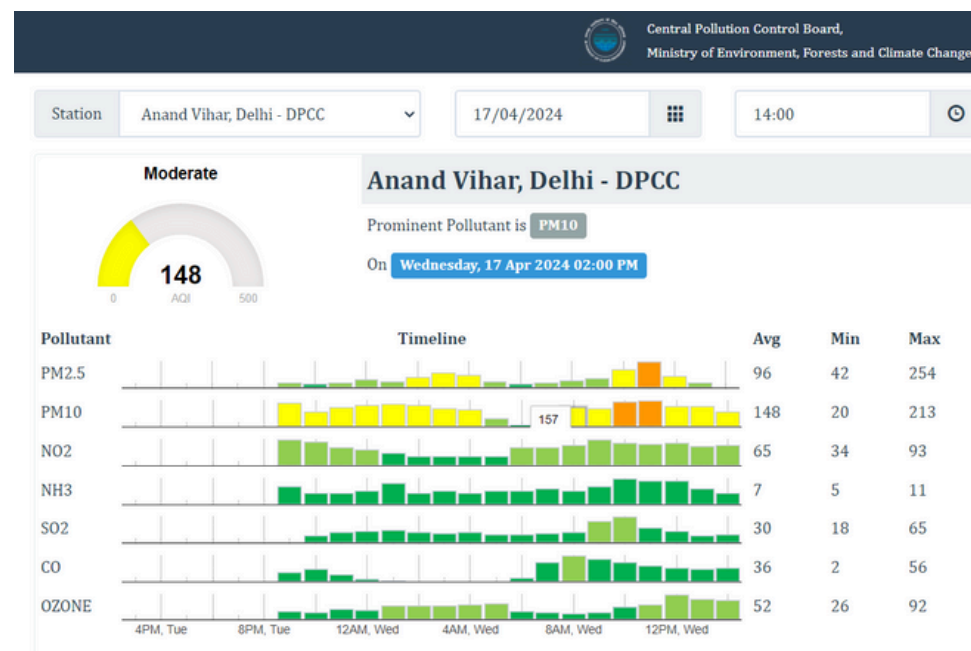 Central Pollution Control Board,
Ministry of Environment, Forests and Climate Change
Station Anand Vihar, Delhi - DPCC 17/04/2024 14:00
Moderate
148
AQI
0 500
Anand Vihar, Delhi - DPCC
Prominent Pollutant is PM10
On Wednesday, 17 Apr 2024 02:00 PM
Pollutant Timeline Avg Min Max
PM2.5 96 42 254
PM10 157 148 20 213
NO2 65 34 93
NH3 7 5 11
SO2 30 18 65
CO 36 2 56
OZONE 52 26 92
4PM, Tue 8PM, Tue 12AM, Wed 4AM, Wed 8AM, Wed 12PM, Wed